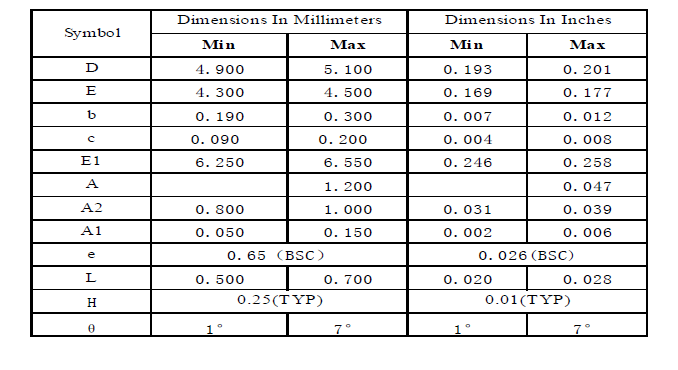 Symbol Dimensions In Millimeters Dimensions In Inches
Min Max Min Max
D 4.900 5.100 0.193 0.201
E 4.300 4.500 0.169 0.177
b 0.190 0.300 0.007 0.012
c 0.090 0.200 0.004 0.008
E1 6.250 6.550 0.246 0.258
A 1.200 0.047
A2 0.800 1.000 0.031 0.039
A1 0.050 0.150 0.002 0.006
e 0.65 (BSC) 0.026(BSC)
L 0.500 0.700 0.020 0.028
H 0.25(TYP) 0.01(TYP)
θ 1° 7° 1° 7°